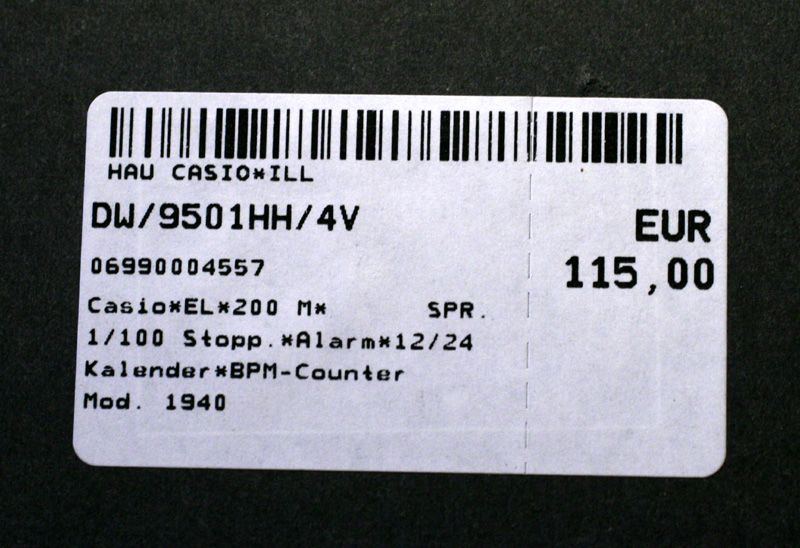 HAU CASIO*ILL
DW/9501HH/4V
EUR
115,00
06990004557
Casio*EL*200 M* SPR.
1/100 Stopp.*Alarm*12/24
Kalender*BPM-Counter
Mod. 1940